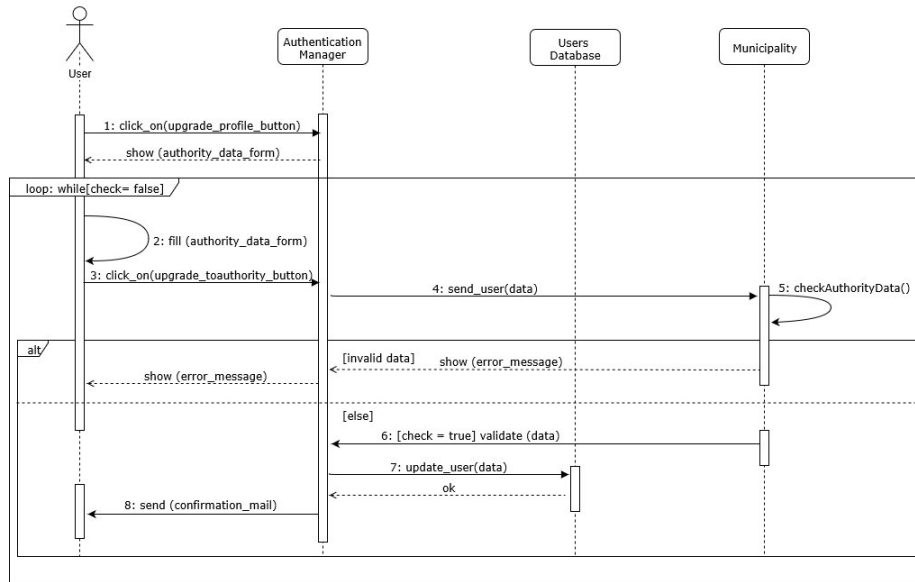 Authentication
Manager
Users
Database
Municipality
User
1: click_on(upgrade_profile_button)
show (authority_data_form)
loop: while[check= false]
2: fill (authority_data_form)
3: click_on(upgrade_toauthority_button)
4: send_user(data)
5: checkAuthorityData()
alt
[invalid data]
show (error_message)
show (error_message)
[else]
6: [check = true] validate (data)
7: update_user(data)
ok
8: send (confirmation_mail)